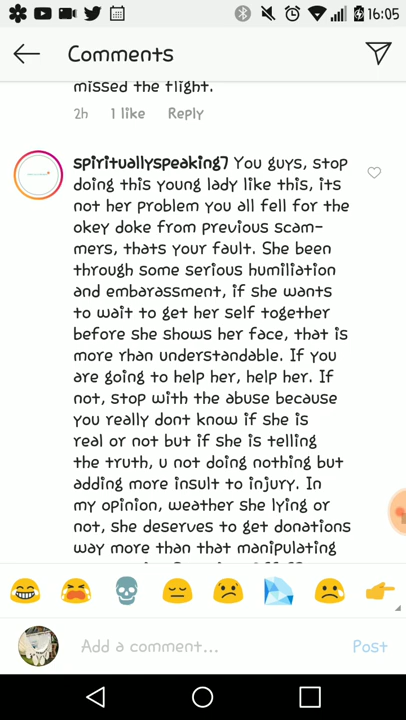 16:05
Comments
missed the flight.
2h 1 like Reply
spirituallyspeaking7 You guys, stop
doing this young lady like this, its
not her problem you all fell for the
okey doke from previous scam-
mers, thats your fault. She been
through some serious humiliation
and embarassment, if she wants
to wait to get her self together
before she shows her face, that is
more rhan understandable. If you
are going to help her, help her. If
not, stop with the abuse because
you really dont know if she is
real or not but if she is telling
the truth, u not doing nothing but
adding more insult to injury. In
my opinion, weather she lying or
not, she deserves to get donations
way more than that manipulating
Add a comment... Post